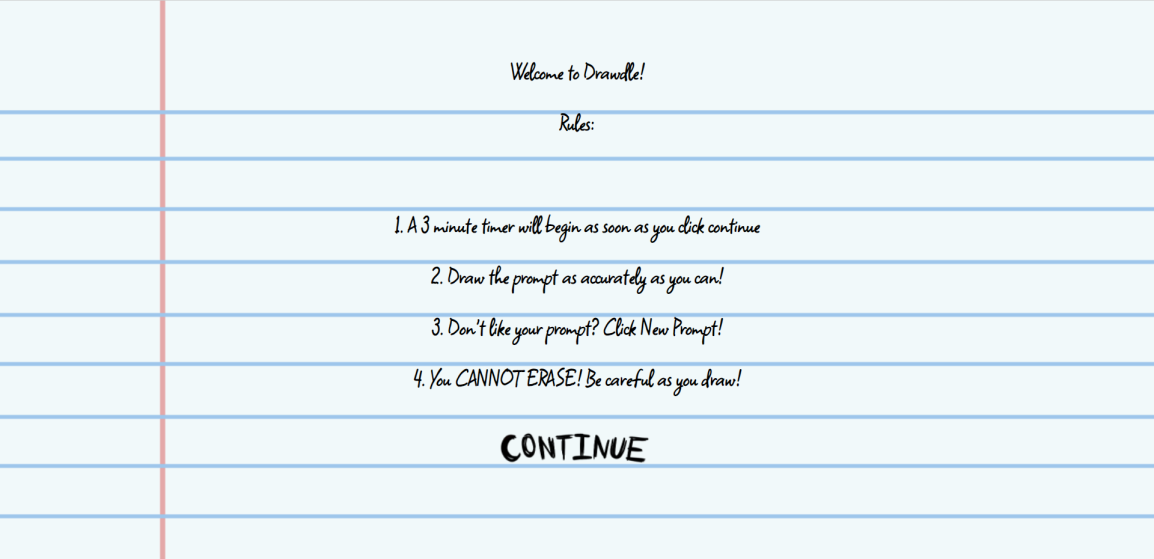 Welcome to Drawdle!
Rules:
1. A 3 minute timer will begin as soon as you click continue
2. Draw the prompt as accurately as you can!
3. Don't like your prompt? Click New Prompt!
4. You CANNOT ERASE! Be careful as you draw!
CONTINUE